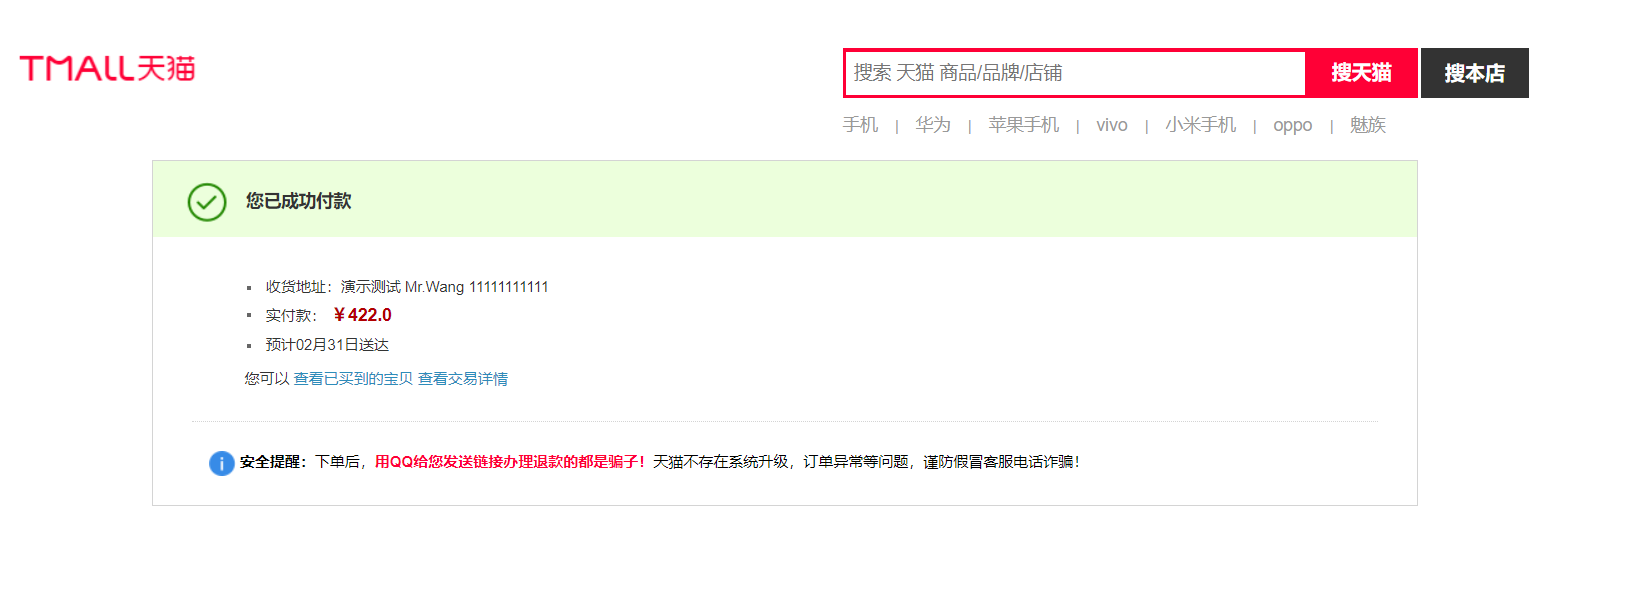 TMALL天猫
搜索 天猫 商品/品牌/店铺 搜天猫 搜本店
手机 | 华为 | 苹果手机 | vivo | 小米手机 | oppo | 魅族
您已成功付款
收货地址：演示测试 Mr.Wang 11111111111
实付款： ￥422.0
预计02月31日送达
您可以 查看已买到的宝贝 查看交易详情
安全提醒：下单后，用QQ给您发送链接办理退款的都是骗子！天猫不存在系统升级，订单异常等问题，谨防假冒客服电话诈骗！